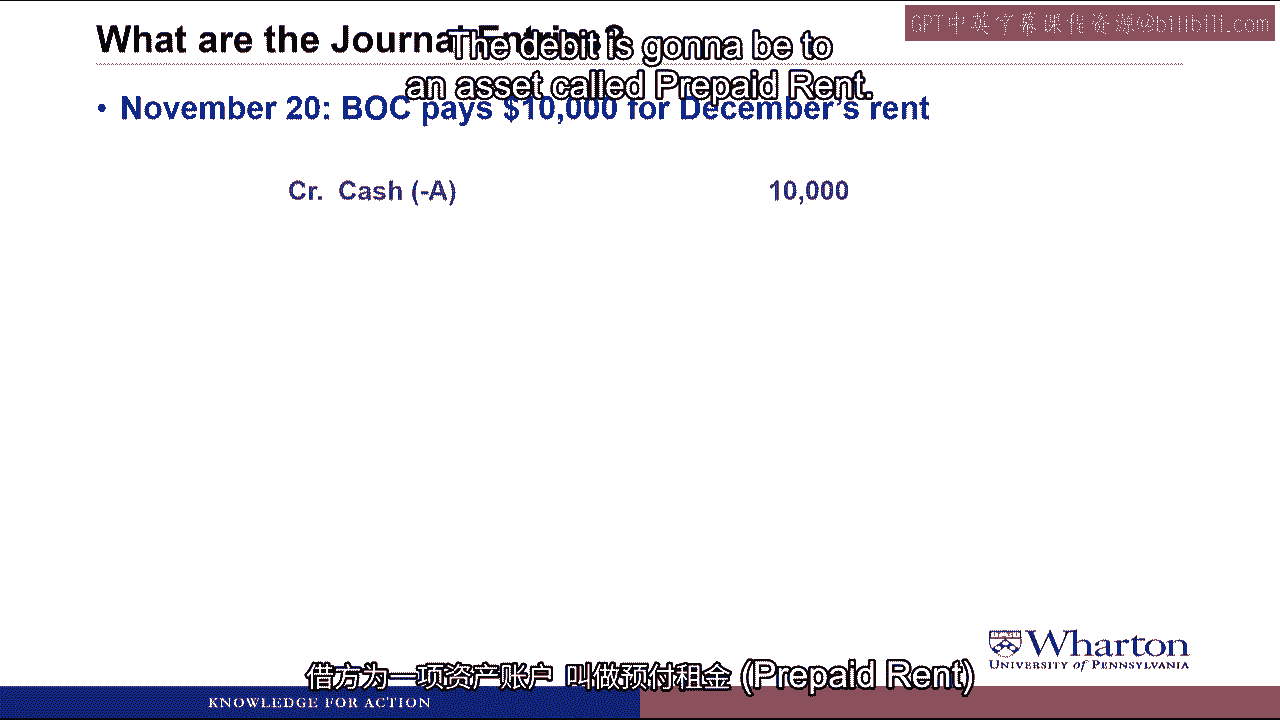 GPT中英字幕课程资源@bilibili.com
What are the Journal Entries?
The debit is gonna be to
an asset called Prepaid Rent.
• November 20: BOC pays $10,000 for December's rent
Cr. Cash (-A) 10,000
Wharton
UNIVERSITY of PENNSYLVANIA
借方为一项资产账户 叫做预付租金 (Prepaid Rent)
KNOWLEDGE FOR ACTION